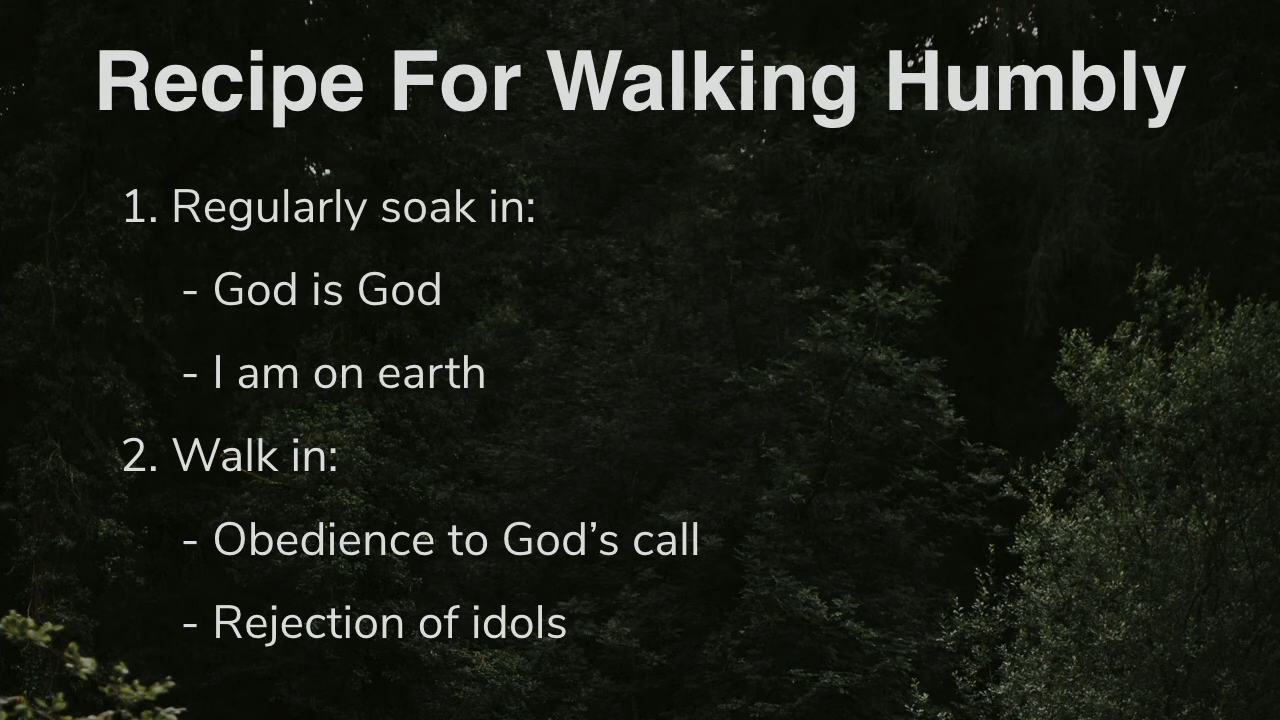 Recipe For Walking Humbly
1. Regularly soak in:
- God is God
- I am on earth
2. Walk in:
- Obedience to God’s call
- Rejection of idols